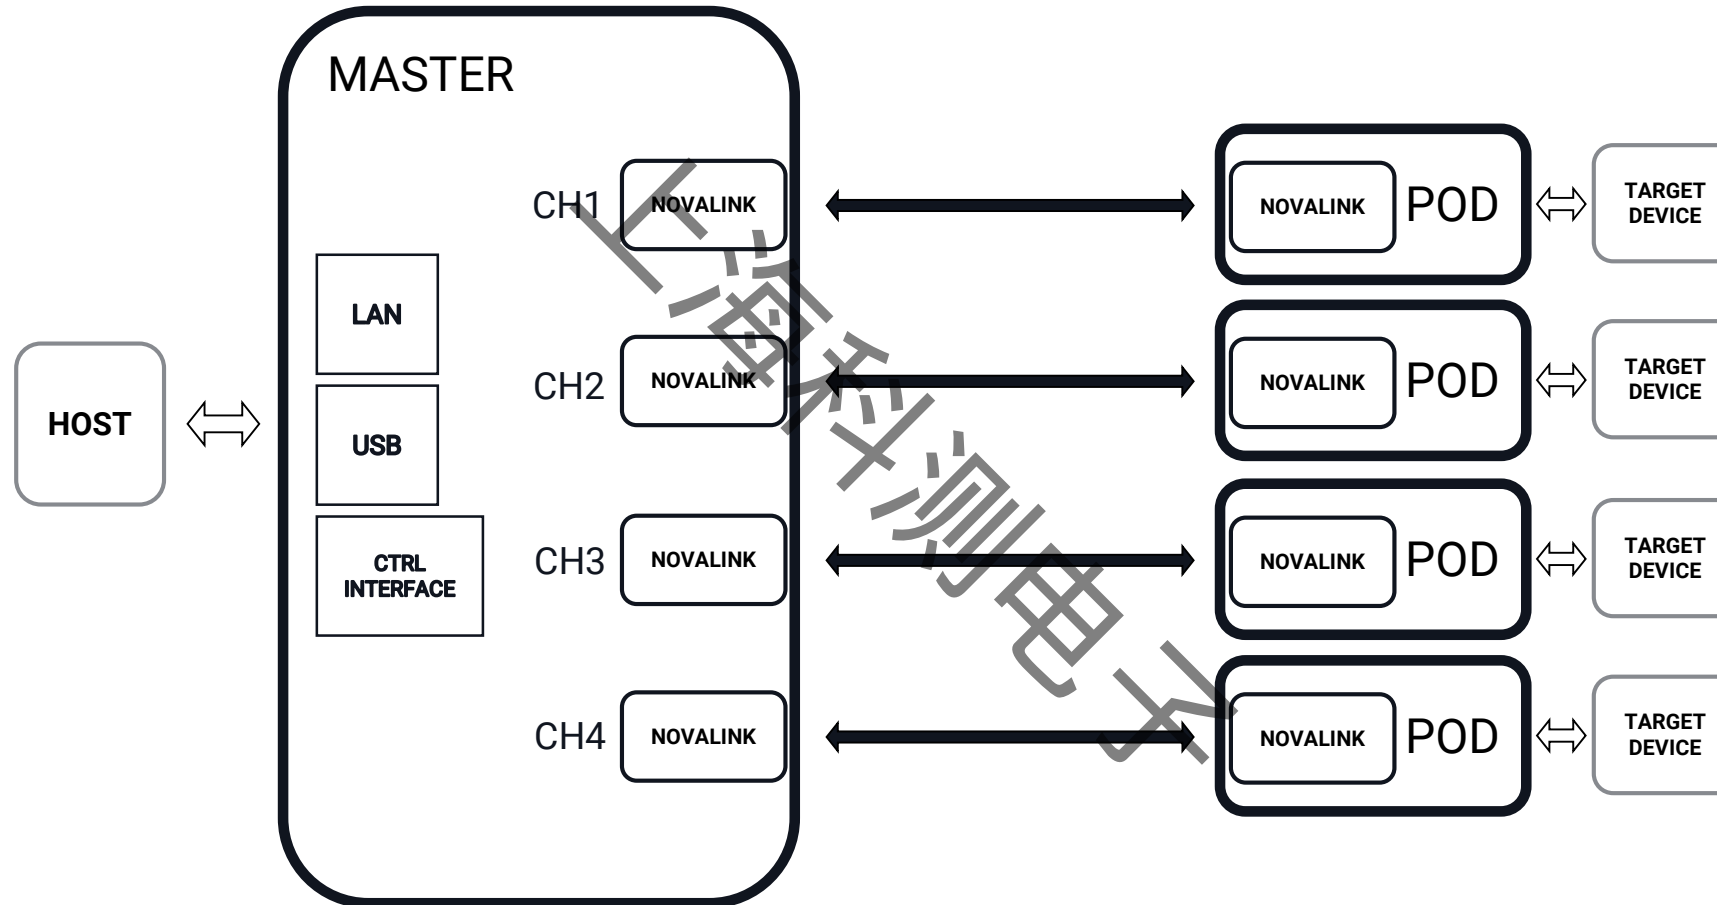 MASTER
CH1
NOVALINK
NOVALINK
POD
TARGET
DEVICE
LAN
CH2
NOVALINK
NOVALINK
POD
TARGET
DEVICE
HOST
USB
CTRL
INTERFACE
CH3
NOVALINK
NOVALINK
POD
TARGET
DEVICE
CH4
NOVALINK
NOVALINK
POD
TARGET
DEVICE
上海科测电子